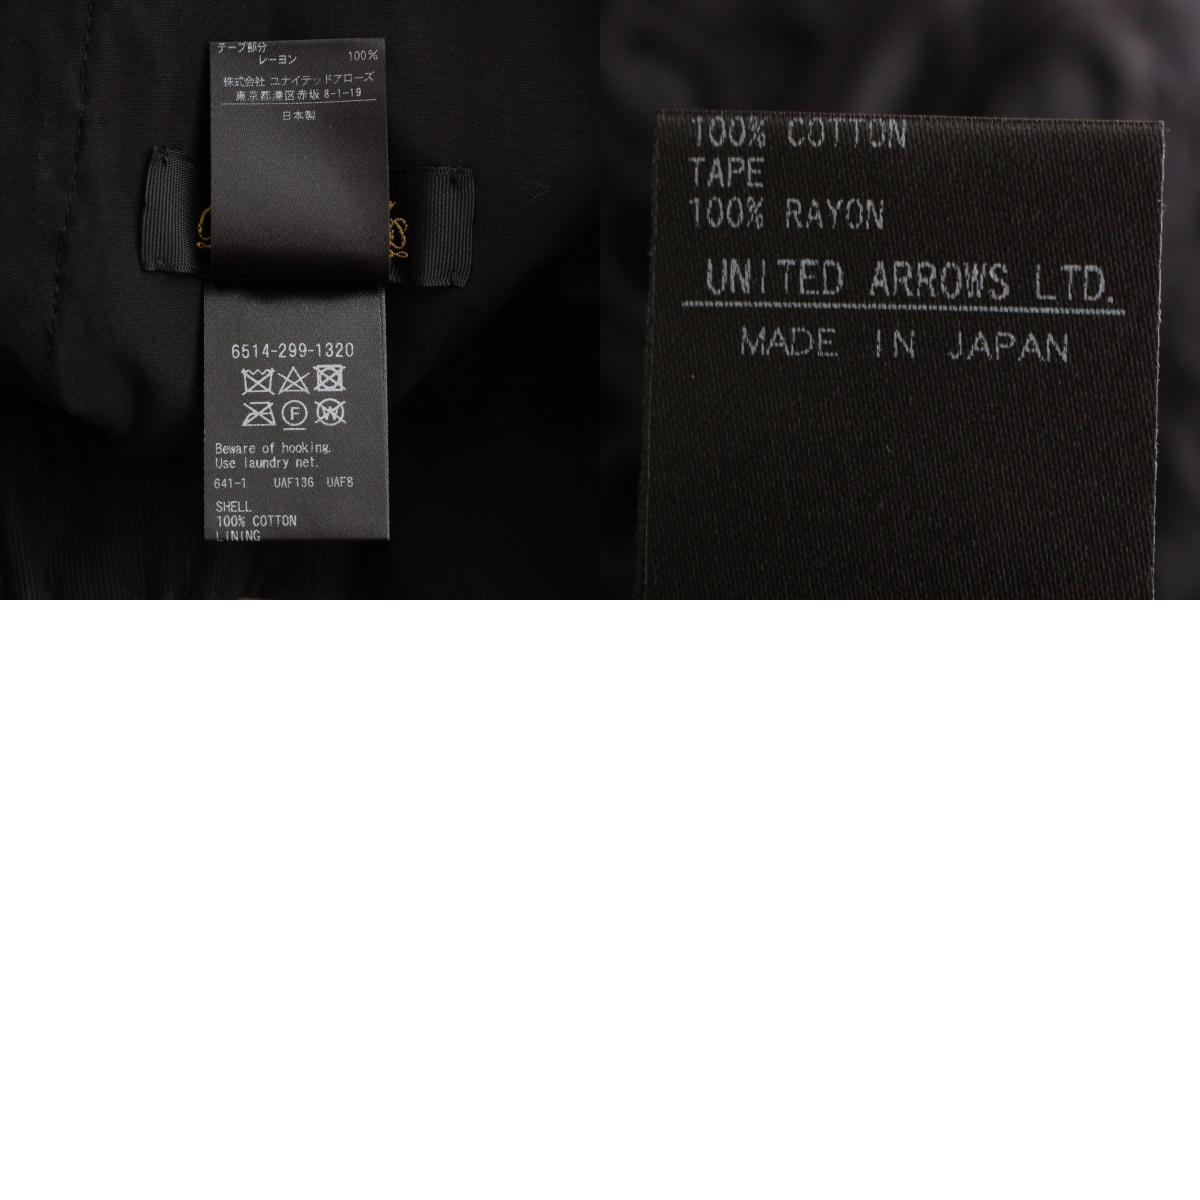 テープ部分
レーヨン 100%
株式会社 ユナイテッドアローズ
東京都港区赤坂 8-1-19
日本製
6514-299-1320
F
W
Beware of hooking.
Use laundry net.
641-1 UAF136 UAF8
SHELL
100% COTTON
LINING
100% COTTON
TAPE
100% RAYON
UNITED ARROWS LTD.
MADE IN JAPAN